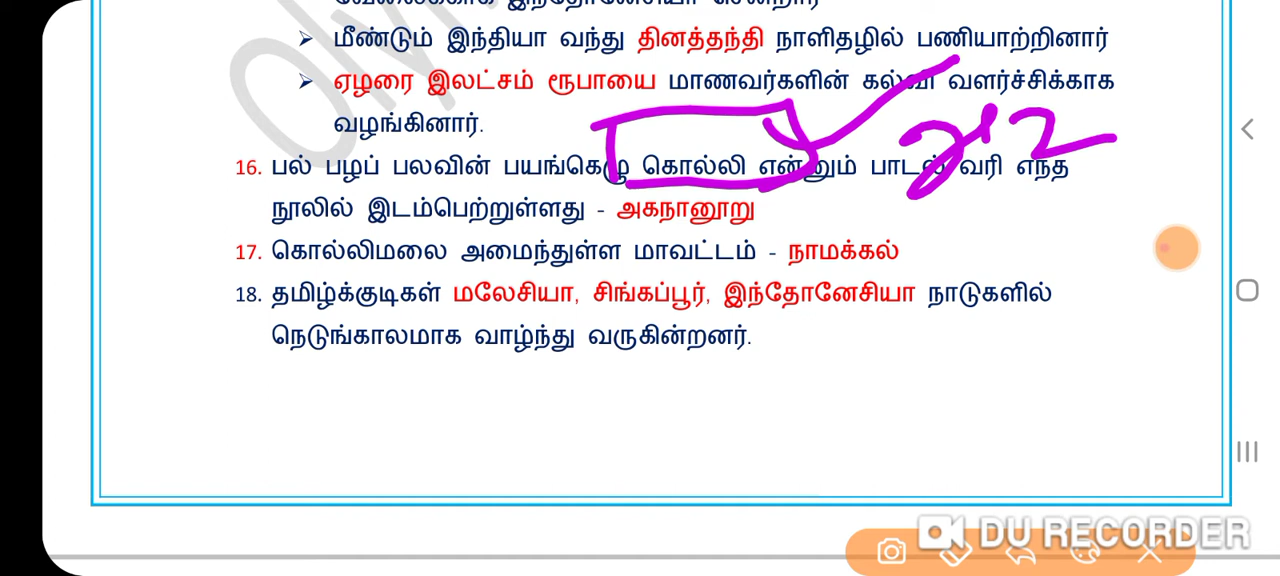 வேலைக்காக இந்தோனேசியா சென்றார்
➤ மீண்டும் இந்தியா வந்து தினத்தந்தி நாளிதழில் பணியாற்றினார்
➤ ஏழரை இலட்சம் ரூபாயை மாணவர்களின் கல்வி வளர்ச்சிக்காக
வழங்கினார்.
16. பல் பழப் பலவின் பயங்கெழு கொல்லி என்னும் பாடல் வரி எந்த
நூலில் இடம்பெற்றுள்ளது - அகநானூறு
17. கொல்லிமலை அமைந்துள்ள மாவட்டம் - நாமக்கல்
18. தமிழ்க்குடிகள் மலேசியா, சிங்கப்பூர், இந்தோனேசியா நாடுகளில்
நெடுங்காலமாக வாழ்ந்து வருகின்றனர்.
DU RECORDER